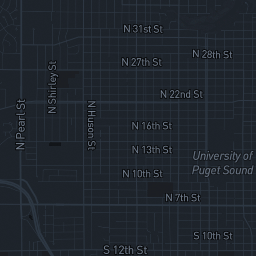 N 31st St
N 28th St
N 27th St
N Shirley St
N 22nd St
N Pearl St
N Huson St
N 16th St
N 13th St
University of
Puget Sound
N 10th St
N 7th St
S 10th St
S 12th St